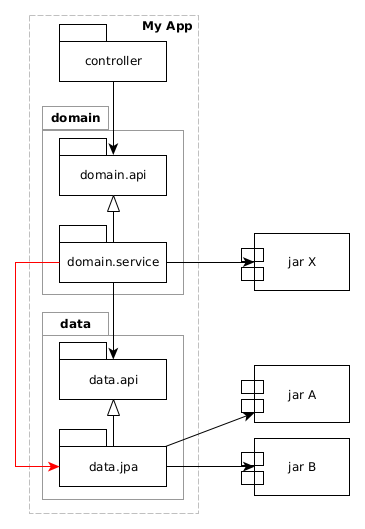 My App
controller
domain
domain.api
domain.service
jar X
data
data.api
jar A
data.jpa
jar B